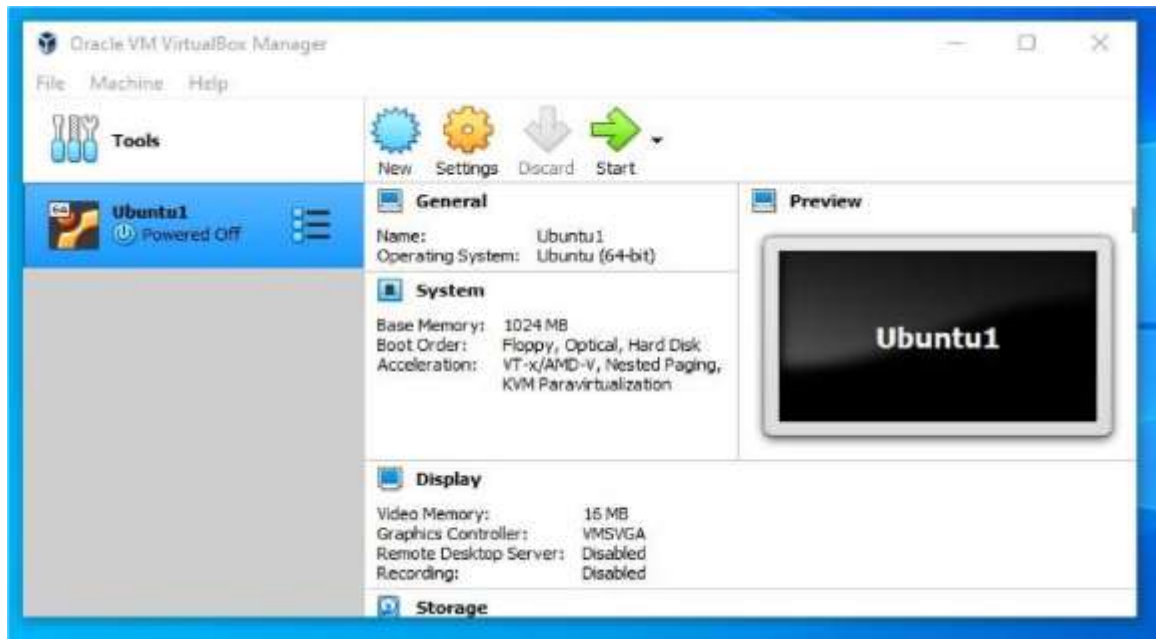 Oracle VM VirtualBox Manager
File Machine Help
Tools
New Settings Discard Start
64
Ubuntu1
Powered Off
General
Name: Ubuntu1
Operating System: Ubuntu (64-bit)
System
Base Memory: 1024 MB
Boot Order: Floppy, Optical, Hard Disk
Acceleration: VT-x/AMD-V, Nested Paging,
KVM Paravirtualization
Preview
Ubuntu1
Display
Video Memory: 16 MB
Graphics Controller: VMSVGA
Remote Desktop Server: Disabled
Recording: Disabled
Storage